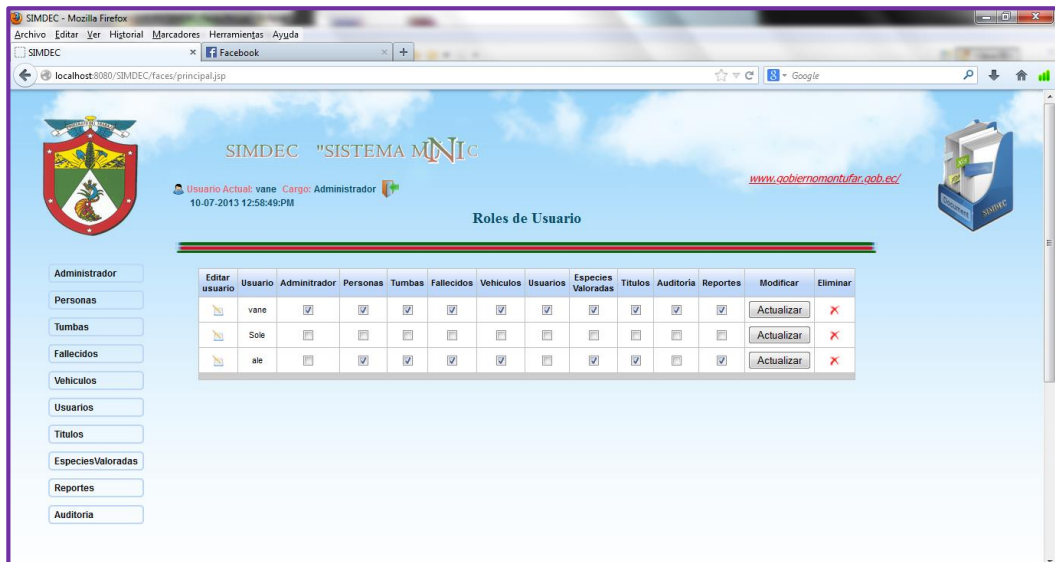 SIMDEC - Mozilla Firefox
Archivo Editar Ver Historial Marcadores Herramientas Ayuda
SIMDEC
Facebook
localhost:8080/SIMDEC/faces/principal.jsp
Google
SIMDEC "SISTEMA MINIC
Usuario Actual: vane Cargo: Administrador
10-07-2013 12:58:49:PM
www.gobiernomontufar.gob.ec/
Document
SIMDEC
Roles de Usuario
Administrador
Personas
Tumbas
Fallecidos
Vehiculos
Usuarios
Titulos
EspeciesValoradas
Reportes
Auditoria
Editar usuario Usuario Adminitrador Personas Tumbas Fallecidos Vehiculos Usuarios Especies Valoradas Titulos Auditoria Reportes Modificar Eliminar
vane Actualizar
Sole Actualizar
ale Actualizar